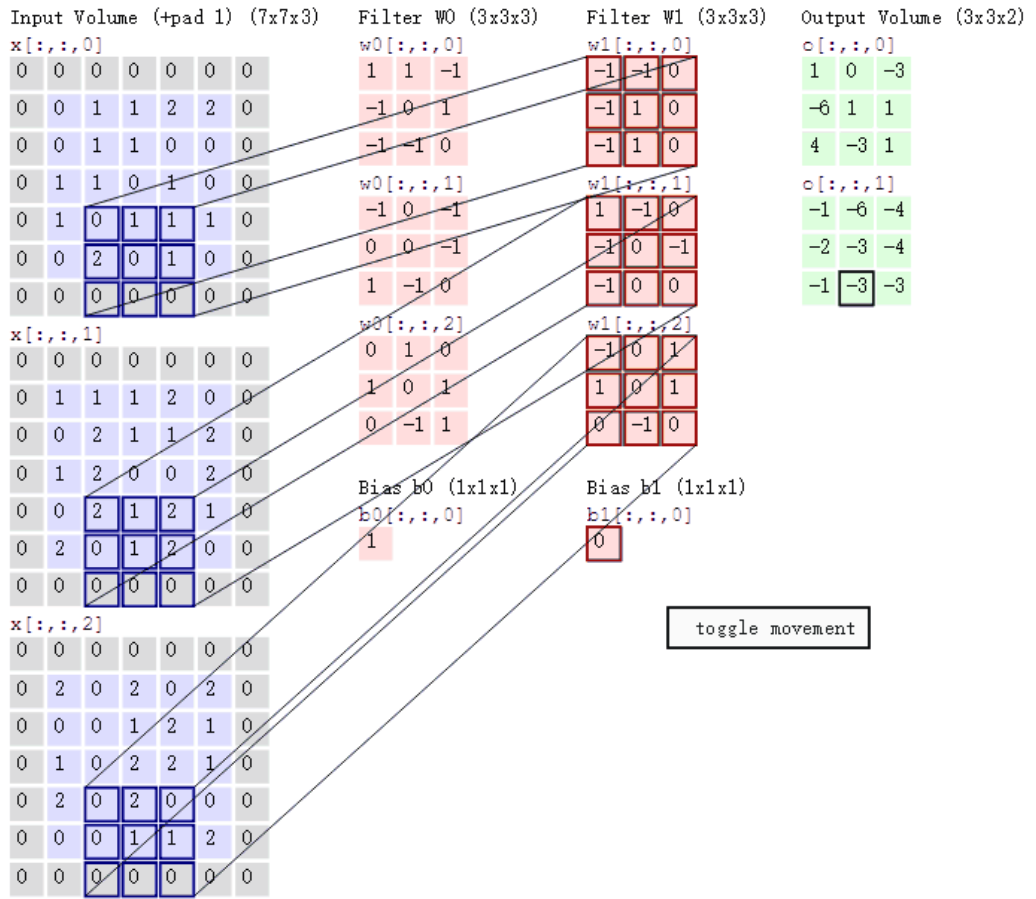 Input Volume (+pad 1) (7x7x3)
x[:,:,0]
0 0 0 0 0 0 0
0 0 1 1 2 2 0
0 0 1 1 0 0 0
0 1 1 0 1 0 0
0 1 0 1 1 1 0
0 0 2 0 1 0 0
0 0 0 0 0 0 0
x[:,:,1]
0 0 0 0 0 0 0
0 1 1 1 2 0 0
0 0 2 1 1 2 0
0 1 2 0 0 2 0
0 0 2 1 2 1 0
0 2 0 1 2 0 0
0 0 0 0 0 0 0
x[:,:,2]
0 0 0 0 0 0 0
0 2 0 2 0 2 0
0 0 0 1 2 1 0
0 1 0 2 2 1 0
0 2 0 2 0 0 0
0 0 0 1 1 2 0
0 0 0 0 0 0 0
Filter W0 (3x3x3)
w0[:,:,0]
1 1 -1
-1 0 1
-1 -1 0
w0[:,:,1]
-1 0 -1
0 0 -1
1 -1 0
w0[:,:,2]
0 1 0
1 0 1
0 -1 1
Bias b0 (1x1x1)
b0[:,:,0]
1
Filter W1 (3x3x3)
w1[:,:,0]
-1 -1 0
-1 1 0
-1 1 0
w1[:,:,1]
1 -1 0
-1 0 -1
-1 0 0
w1[:,:,2]
-1 0 1
1 0 1
0 -1 0
Bias b1 (1x1x1)
b1[:,:,0]
0
Output Volume (3x3x2)
o[:,:,0]
1 0 -3
-6 1 1
4 -3 1
o[:,:,1]
-1 -6 -4
-2 -3 -4
-1 -3 -3
toggle movement